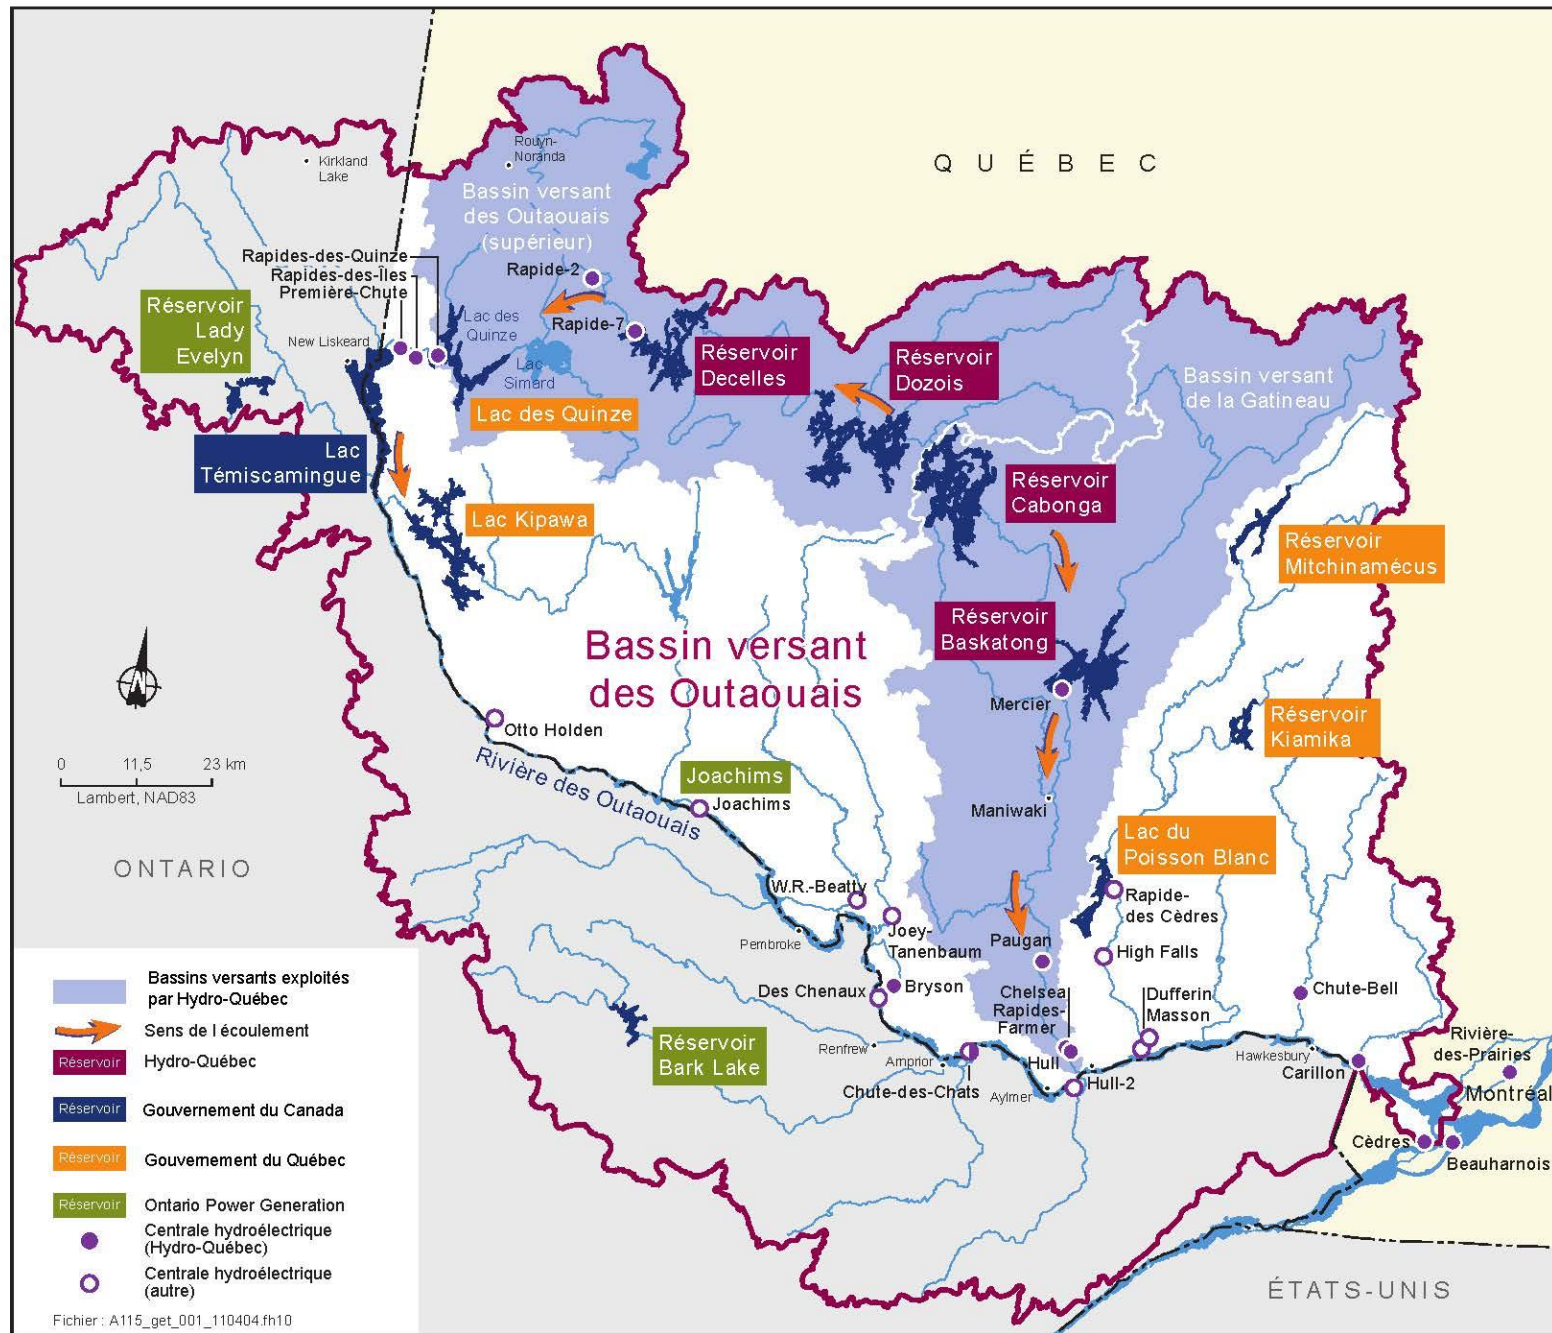 QUÉBEC
Kirkland
Lake
Rouyn-
Noranda
Bassin versant
des Outaouais
(supérieur)
Rapides-des-Quinze
Rapides-des-Îles
Première-Chute
Rapide-2
Rapide-7
Réservoir
Lady
Evelyn
New Liskeard
Lac des
Quinze
Lac
Simard
Réservoir
Decelles
Réservoir
Dozois
Bassin versant
de la Gatineau
Lac des Quinze
Lac
Témiscamingue
Lac Kipawa
Réservoir
Cabonga
Réservoir
Mitchinamécus
Réservoir
Baskatong
Bassin versant
des Outaouais
Mercier
Réservoir
Kiamika
Otto Holden
Rivière des Outaouais
0 11,5 23 km
Lambert, NAD83
Joachims
Joachims
Maniwaki
ONTARIO
Lac du
Poisson Blanc
W.R.-Beatty
Rapide-
des Cèdres
Pembroke
Joey-
Tanenbaum
Paugan
High Falls
Des Chenaux
Bryson
Chelsea
Rapides-
Farmer
Dufferin
Masson
Chute-Bell
Réservoir
Bark Lake
Renfrew
Arnprior
Chute-des-Chats
Hull
Aylmer
Hull-2
Hawkesbury
Carillon
Rivière-
des-Prairies
Montréal
Cèdres
Beauharnois
ÉTATS-UNIS
Bassins versants exploités
par Hydro-Québec
Sens de l'écoulement
Réservoir Hydro-Québec
Réservoir Gouvernement du Canada
Réservoir Gouvernement du Québec
Réservoir Ontario Power Generation
Centrale hydroélectrique
(Hydro-Québec)
Centrale hydroélectrique
(autre)
Fichier : A115_get_001_110404.fh10